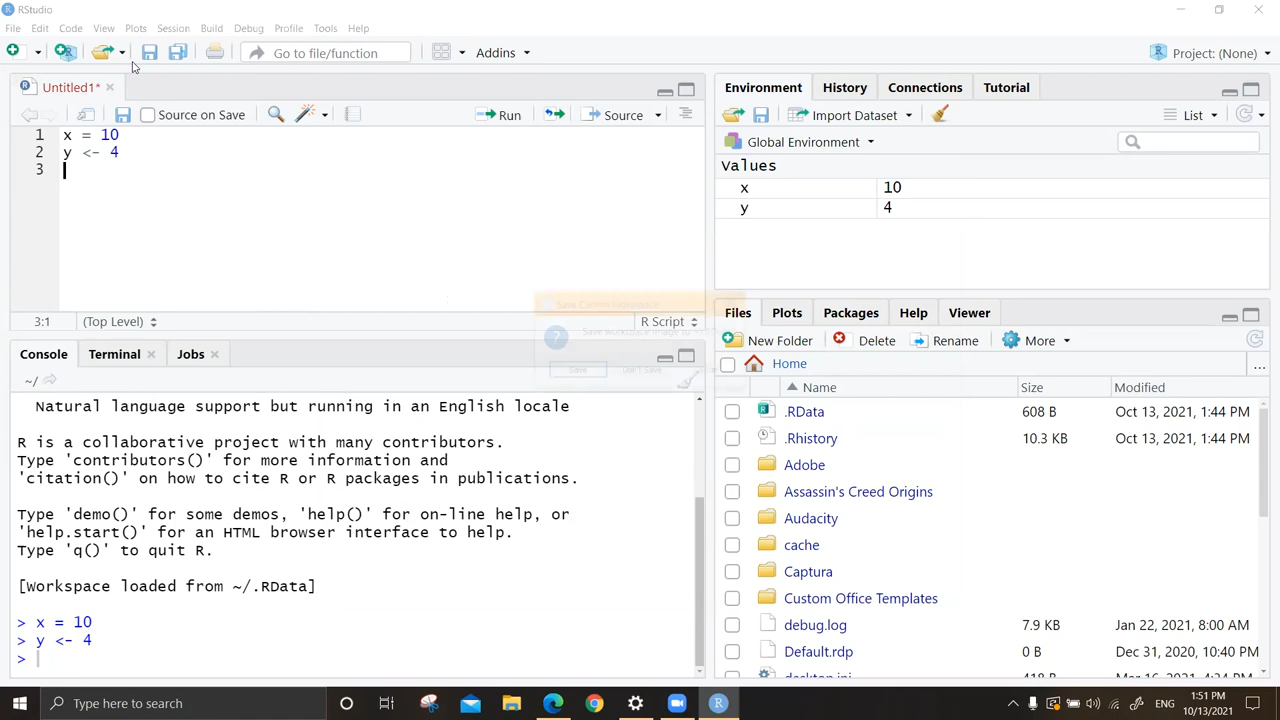 RStudio
File Edit Code View Plots Session Build Debug Profile Tools Help
Go to file/function Addins Project: (None)
Untitled1*
Source on Save Run Source
1 x = 10
2 y <- 4
3
3:1 (Top Level) R Script
Console Terminal Jobs
~/
Natural language support but running in an English locale
R is a collaborative project with many contributors.
Type 'contributors()' for more information and
'citation()' on how to cite R or R packages in publications.
Type 'demo()' for some demos, 'help()' for on-line help, or
'help.start()' for an HTML browser interface to help.
Type 'q()' to quit R.
[Workspace loaded from ~/.RData]
> x = 10
> y <- 4
>
Environment History Connections Tutorial
Import Dataset List
Global Environment
Values
x 10
y 4
Save workspace image to
Save Don't Save
Files Plots Packages Help Viewer
New Folder Delete Rename More
Home ...
Name Size Modified
.RData 608 B Oct 13, 2021, 1:44 PM
.Rhistory 10.3 KB Oct 13, 2021, 1:44 PM
Adobe
Assassin's Creed Origins
Audacity
cache
Captura
Custom Office Templates
debug.log 7.9 KB Jan 22, 2021, 8:00 AM
Default.rdp 0 B Dec 31, 2020, 10:40 PM
Type here to search ENG 1:51 PM
10/13/2021